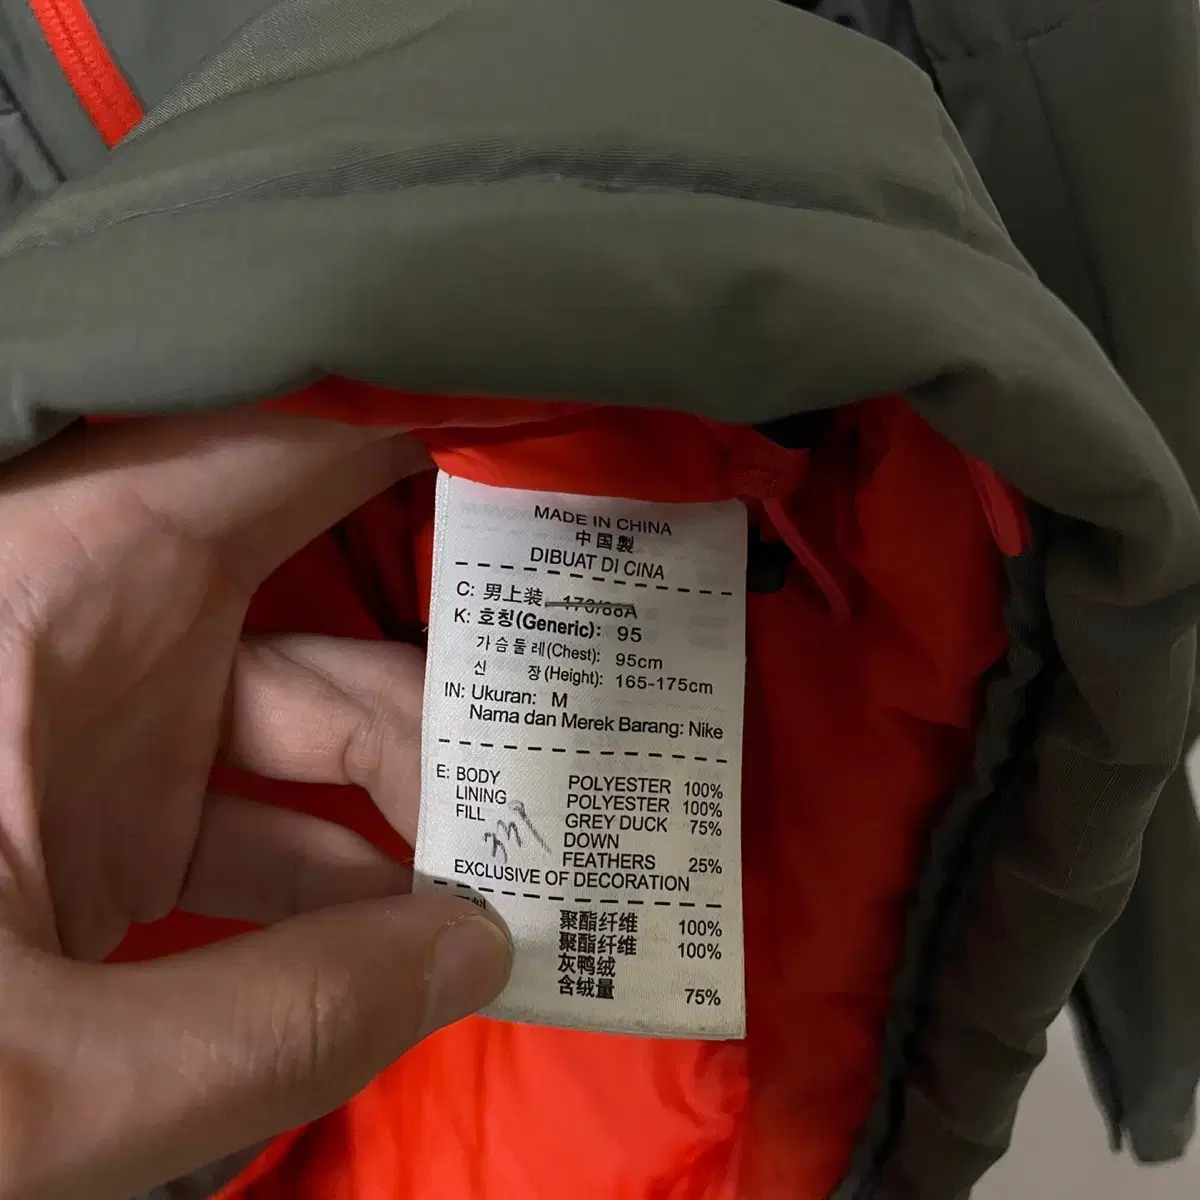 MADE IN CHINA
中国製
DIBUAT DI CINA
C: 男上装 170/88A
K: 호칭(Generic): 95
가슴둘레(Chest): 95cm
신 장(Height): 165-175cm
IN: Ukuran: M
Nama dan Merek Barang: Nike
E: BODY POLYESTER 100%
LINING POLYESTER 100%
FILL GREY DUCK 75%
DOWN
FEATHERS 25%
EXCLUSIVE OF DECORATION
聚酯纤维 100%
聚酯纤维 100%
灰鸭绒
含绒量 75%